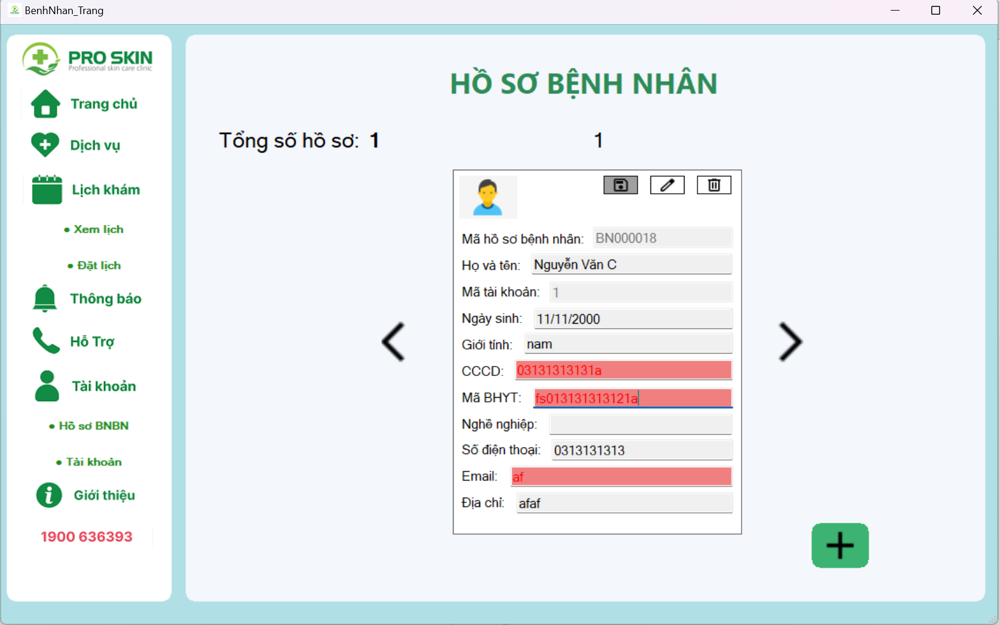 BenhNhan_Trang
PRO SKIN
Professional skin care clinic
Trang chủ
Dịch vụ
Lịch khám
• Xem lịch
• Đặt lịch
Thông báo
Hỗ Trợ
Tài khoản
• Hồ sơ BNBN
• Tài khoản
Giới thiệu
1900 636393
HỒ SƠ BỆNH NHÂN
Tổng số hồ sơ: 1
1
Mã hồ sơ bệnh nhân: BN000018
Họ và tên: Nguyễn Văn C
Mã tài khoản: 1
Ngày sinh: 11/11/2000
Giới tính: nam
CCCD: 03131313131a
Mã BHYT: fs013131313121a
Nghề nghiệp:
Số điện thoại: 0313131313
Email: af
Địa chỉ: afaf